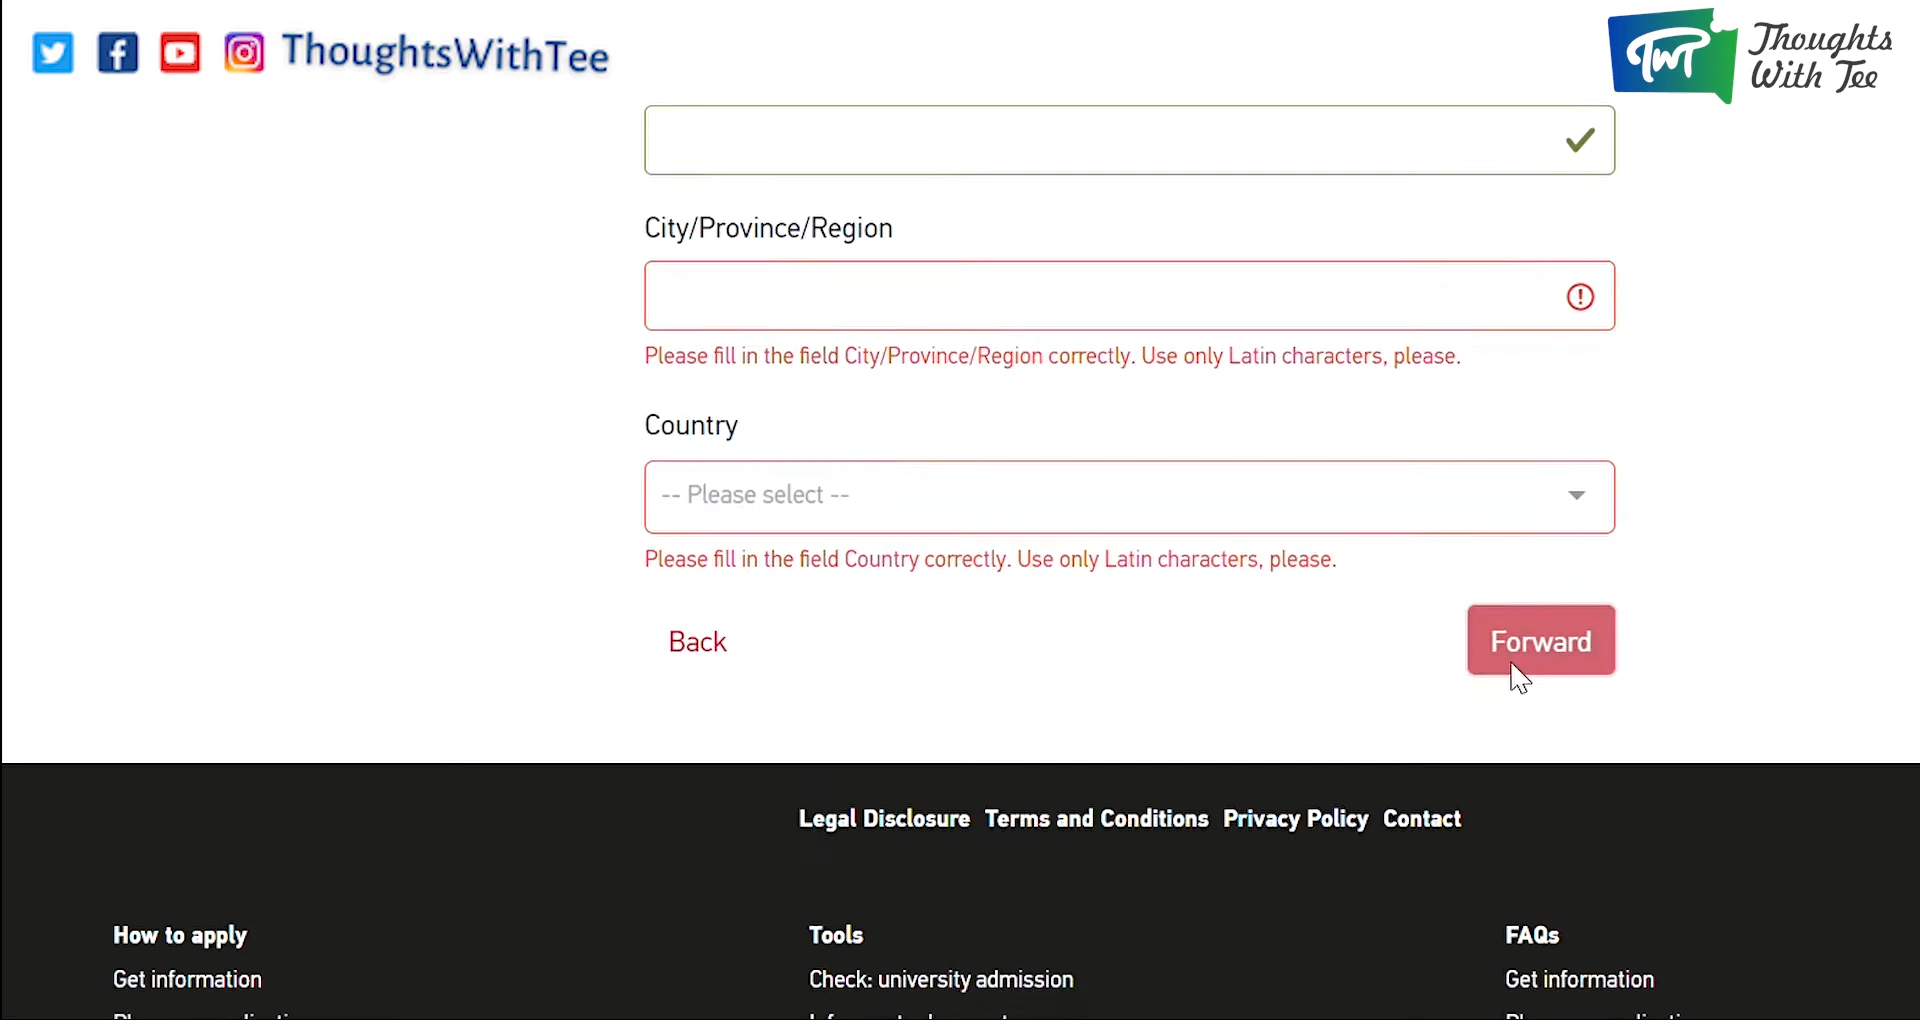 ThoughtsWithTee
TwT
Thoughts
With Tee
City/Province/Region
Please fill in the field City/Province/Region correctly. Use only Latin characters, please.
Country
-- Please select --
Please fill in the field Country correctly. Use only Latin characters, please.
Back
Forward
Legal Disclosure Terms and Conditions Privacy Policy Contact
How to apply
Tools
FAQs
Get information
Check: university admission
Get information